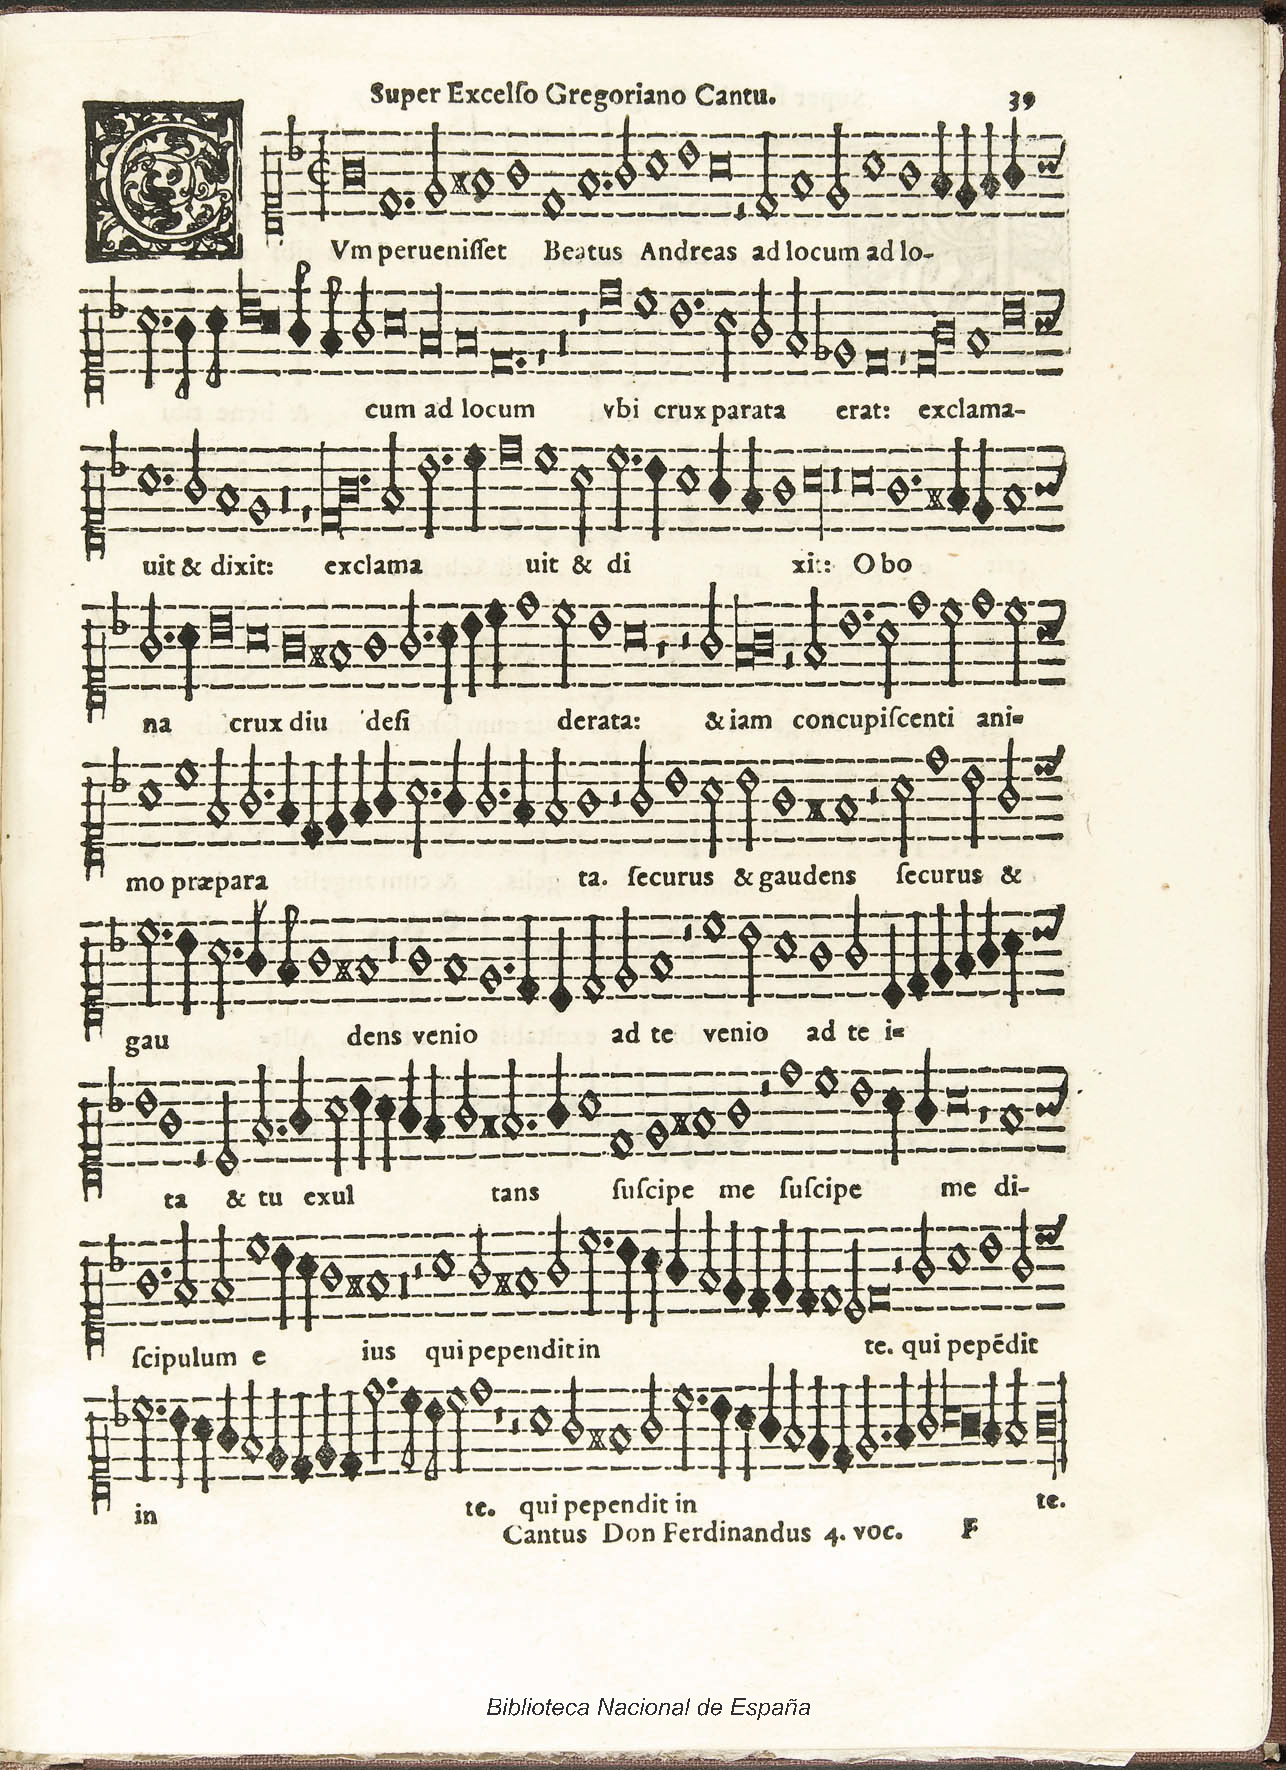 Super Excelſo Gregoriano Cantu. 39
CVm perueniſſet Beatus Andreas ad locum ad lo-
cum ad locum vbi crux parata erat: exclama-
uit & dixit: exclama uit & di xit: O bo
na crux diu deſi derata: & iam concupiſcenti ani-
mo præpara ta. ſecurus & gaudens ſecurus &
gau dens venio ad te venio ad te i-
ta & tu exul tans ſuſcipe me ſuſcipe me di-
ſcipulum e ius qui pependit in te. qui pepēdit
in te. qui pependit in te.
Cantus Don Ferdinandus 4. voc. F
Biblioteca Nacional de España